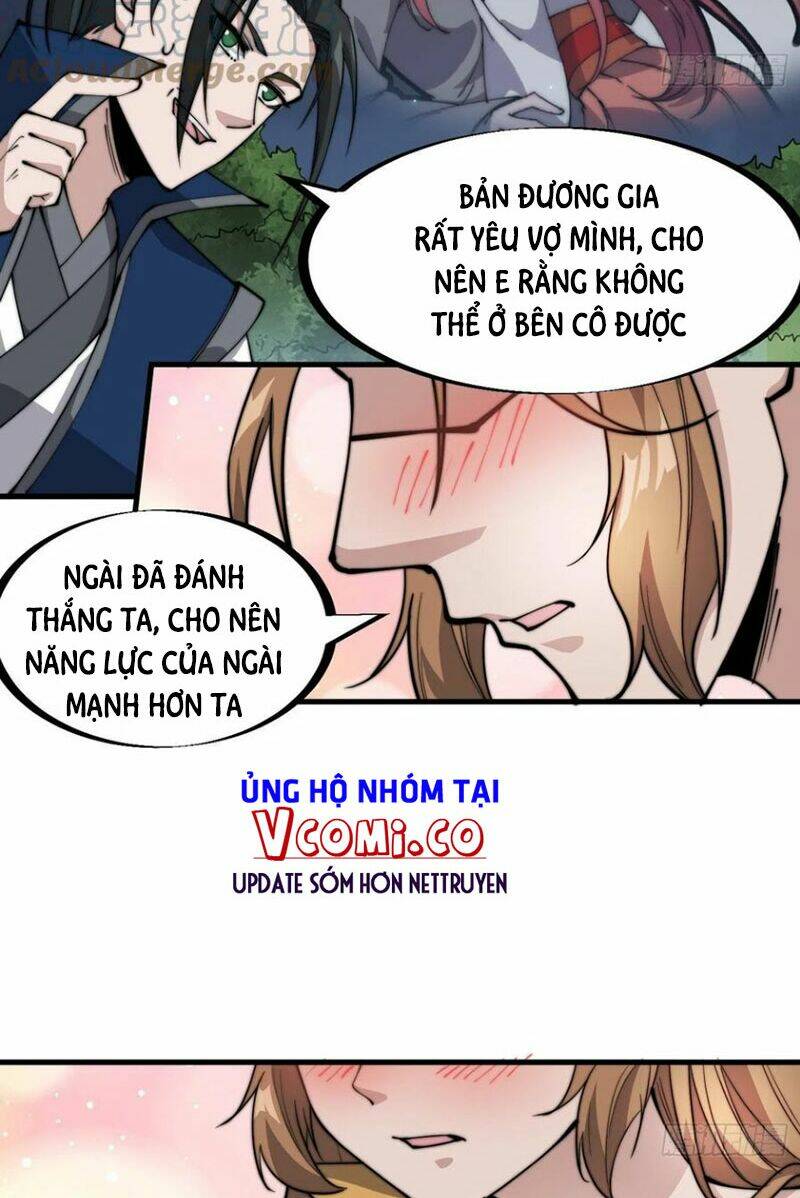 AcloudMerge.com
BẢN ĐƯƠNG GIA
RẤT YÊU VỢ MÌNH, CHO
NÊN E RẰNG KHÔNG
THỂ Ở BÊN CÔ ĐƯỢC
NGÀI ĐÃ ĐÁNH
THẮNG TA, CHO NÊN
NĂNG LỰC CỦA NGÀI
MẠNH HƠN TA
ỦNG HỘ NHÓM TẠI
VCOMI.CO
UPDATE SỚM HƠN NETTRUYEN